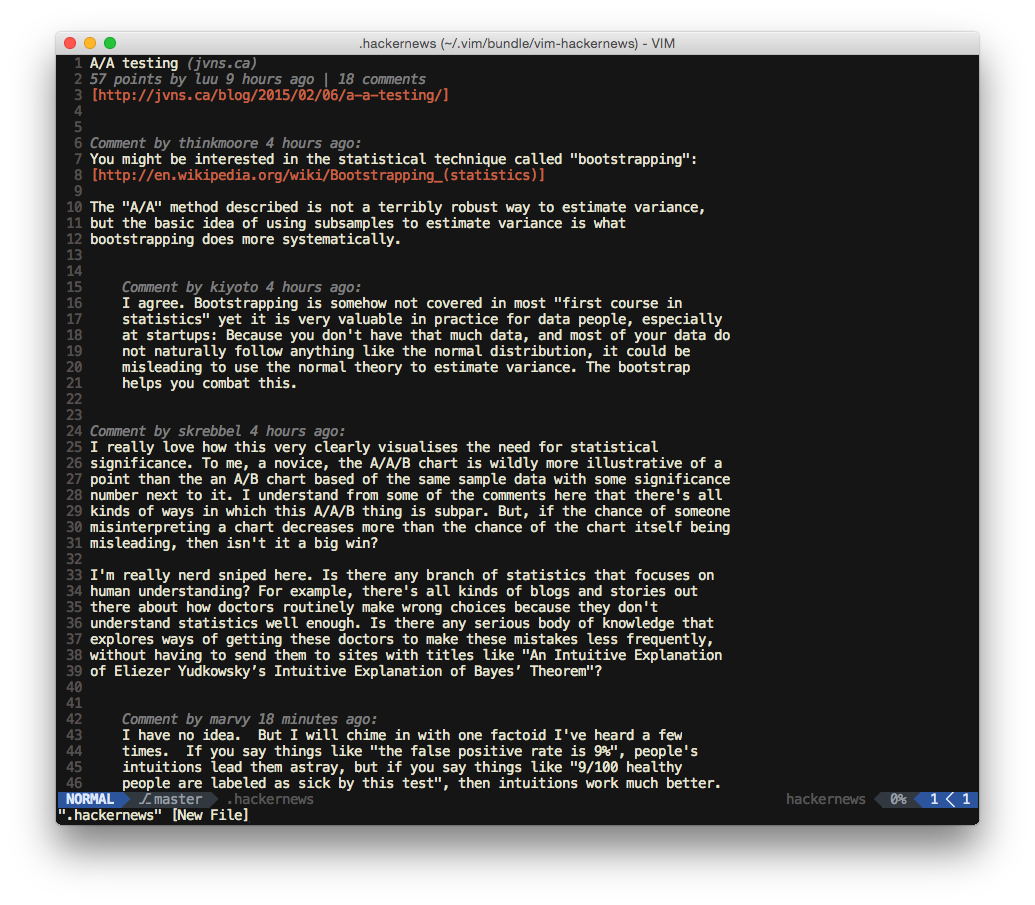 .hackernews (~/.vim/bundle/vim-hackernews) - VIM
1 A/A testing (jvns.ca)
2 57 points by luu 9 hours ago | 18 comments
3 [http://jvns.ca/blog/2015/02/06/a-a-testing/]
4
5
6 Comment by thinkmoore 4 hours ago:
7 You might be interested in the statistical technique called "bootstrapping":
8 [http://en.wikipedia.org/wiki/Bootstrapping_(statistics)]
9
10 The "A/A" method described is not a terribly robust way to estimate variance,
11 but the basic idea of using subsamples to estimate variance is what
12 bootstrapping does more systematically.
13
14
15 Comment by kiyoto 4 hours ago:
16 I agree. Bootstrapping is somehow not covered in most "first course in
17 statistics" yet it is very valuable in practice for data people, especially
18 at startups: Because you don't have that much data, and most of your data do
19 not naturally follow anything like the normal distribution, it could be
20 misleading to use the normal theory to estimate variance. The bootstrap
21 helps you combat this.
22
23
24 Comment by skrebbel 4 hours ago:
25 I really love how this very clearly visualises the need for statistical
26 significance. To me, a novice, the A/A/B chart is wildly more illustrative of a
27 point than the an A/B chart based of the same sample data with some significance
28 number next to it. I understand from some of the comments here that there's all
29 kinds of ways in which this A/A/B thing is subpar. But, if the chance of someone
30 misinterpreting a chart decreases more than the chance of the chart itself being
31 misleading, then isn't it a big win?
32
33 I'm really nerd sniped here. Is there any branch of statistics that focuses on
34 human understanding? For example, there's all kinds of blogs and stories out
35 there about how doctors routinely make wrong choices because they don't
36 understand statistics well enough. Is there any serious body of knowledge that
37 explores ways of getting these doctors to make these mistakes less frequently,
38 without having to send them to sites with titles like "An Intuitive Explanation
39 of Eliezer Yudkowsky’s Intuitive Explanation of Bayes’ Theorem"?
40
41
42 Comment by marvy 18 minutes ago:
43 I have no idea.  But I will chime in with one factoid I've heard a few
44 times.  If you say things like "the false positive rate is 9%", people's
45 intuitions lead them astray, but if you say things like "9/100 healthy
46 people are labeled as sick by this test", then intuitions work much better.
NORMAL master .hackernews hackernews 0% 1 1
".hackernews" [New File]